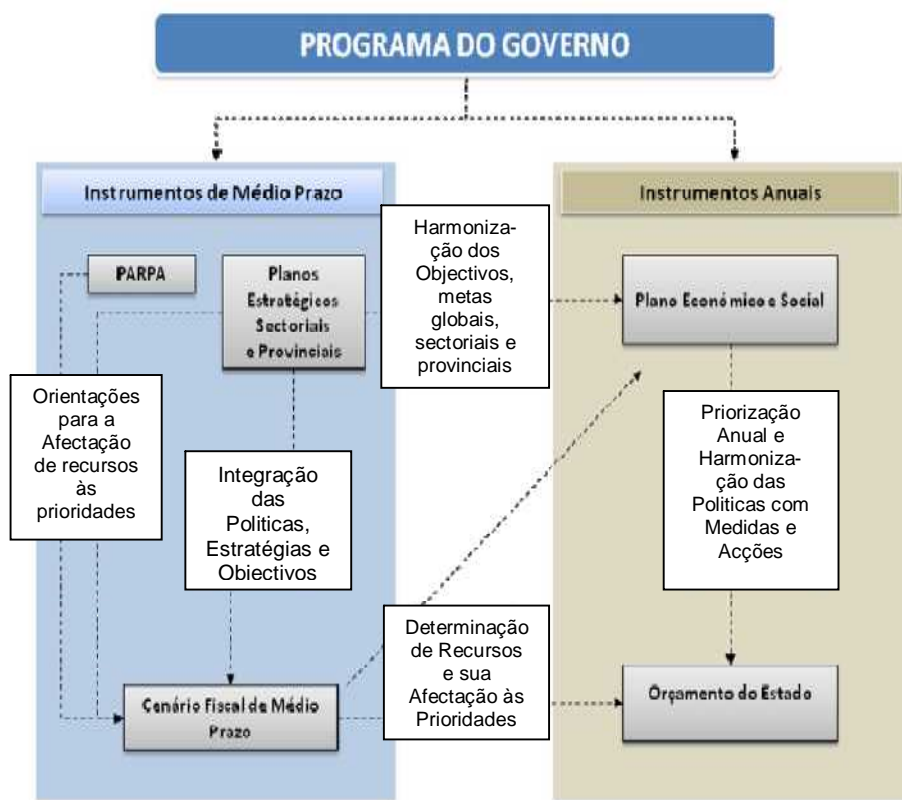 PROGRAMA DO GOVERNO
Instrumentos de Médio Prazo
PARPA
Planos
Estratégicos
Sectoriais
e Provinciais
Orientações
para a
Afectação
de recursos
às
prioridades
Integração
das
Politicas,
Estratégias e
Obiectivos
Cenário Fiscal de Médio
Prazo
Harmoniza-
ção dos
Objectivos,
metas
globais,
sectoriais e
provinciais
Determinação
de Recursos
e sua
Afectação às
Prioridades
Instrumentos Anuais
Plano Económico e Social
Priorização
Anual e
Harmoniza-
ção das
Politicas com
Medidas e
Acções
Orçamento do Estado